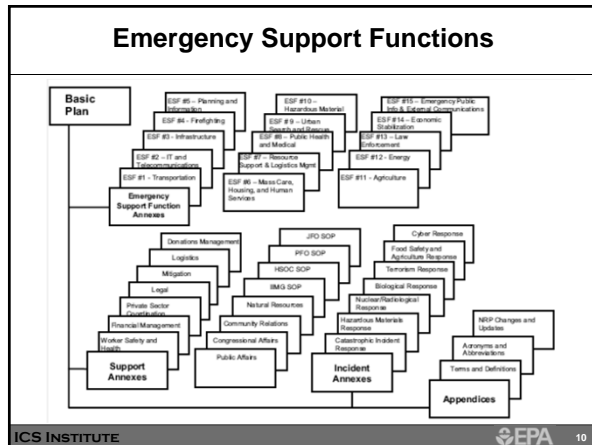 Emergency Support Functions
Basic
Plan
ESF #5 – Planning and
Information
ESF #4 - Firefighting
ESF #3 - Infrastructure
ESF #2 – IT and
Telecommunications
ESF #1 - Transportation
Emergency
Support Function
Annexes
ESF #10 –
Hazardous Material
ESF # 9 – Urban
Search and Rescue
ESF #8 – Public Health
and Medical
ESF #7 – Resource
Support & Logistics Mgmt
ESF #6 – Mass Care,
Housing, and Human
Services
ESF #15 – Emergency Public
Info & External Communications
ESF #14 – Economic
Stabilization
ESF #13 – Law
Enforcement
ESF #12 - Energy
ESF #11 - Agriculture
Donations Management
Logistics
Mitigation
Legal
Private Sector
Coordination
Financial Management
Worker Safety and
Health
Support
Annexes
JFO SOP
PFO SOP
HSOC SOP
IIMG SOP
Natural Resources
Community Relations
Congressional Affairs
Public Affairs
Cyber Response
Food Safety and
Agriculture Response
Terrorism Response
Biological Response
Nuclear/Radiological
Response
Hazardous Materials
Response
Catastrophic Incident
Response
Incident
Annexes
NRP Changes and
Updates
Acronyms and
Abbreviations
Terms and Definitions
Appendices
ICS INSTITUTE
EPA
10